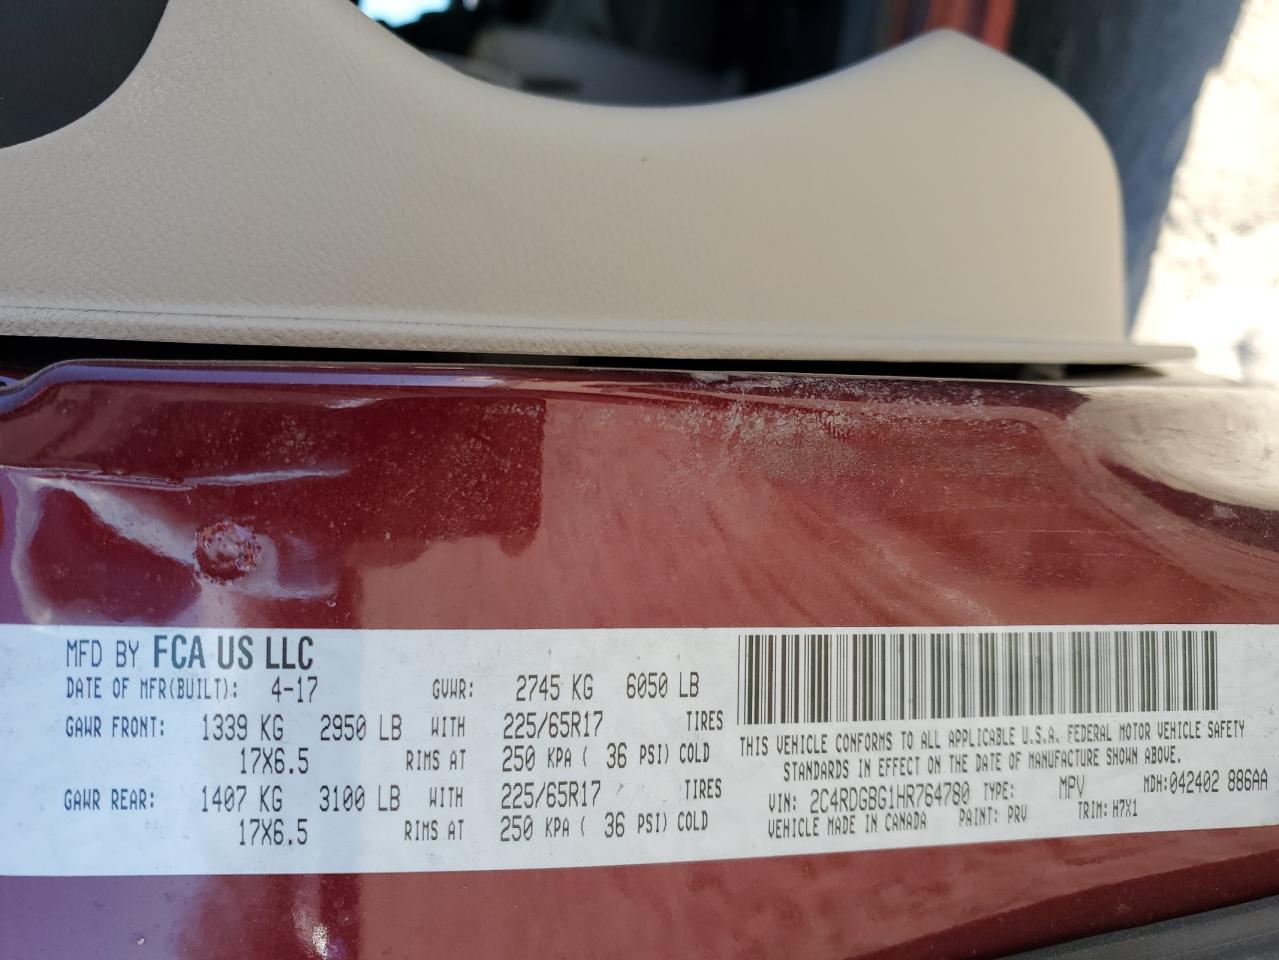 MFD BY FCA US LLC
DATE OF MFR(BUILT): 4-17 GVWR: 2745 KG 6050 LB
GAWR FRONT: 1339 KG 2950 LB WITH 225/65R17 TIRES
17X6.5 RIMS AT 250 KPA ( 36 PSI) COLD
GAWR REAR: 1407 KG 3100 LB WITH 225/65R17 TIRES
17X6.5 RIMS AT 250 KPA ( 36 PSI) COLD
THIS VEHICLE CONFORMS TO ALL APPLICABLE U.S.A. FEDERAL MOTOR VEHICLE SAFETY
STANDARDS IN EFFECT ON THE DATE OF MANUFACTURE SHOWN ABOVE.
VIN: 2C4RDGBG1HR764780 TYPE: MPV MDH:042402 886AA
VEHICLE MADE IN CANADA PAINT: PRV TRIM: H7X1